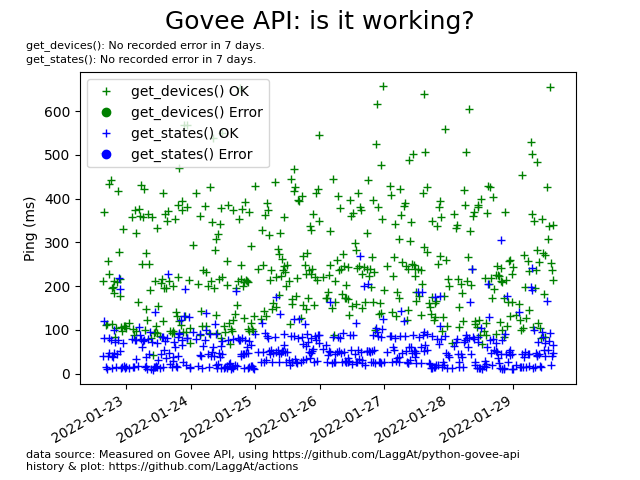 Govee API: is it working?
get_devices(): No recorded error in 7 days.
get_states(): No recorded error in 7 days.
get_devices() OK
get_devices() Error
get_states() OK
get_states() Error
Ping (ms)
600
500
400
300
200
100
0
2022-01-23
2022-01-24
2022-01-25
2022-01-26
2022-01-27
2022-01-28
2022-01-29
data source: Measured on Govee API, using https://github.com/LaggAt/python-govee-api
history & plot: https://github.com/LaggAt/actions